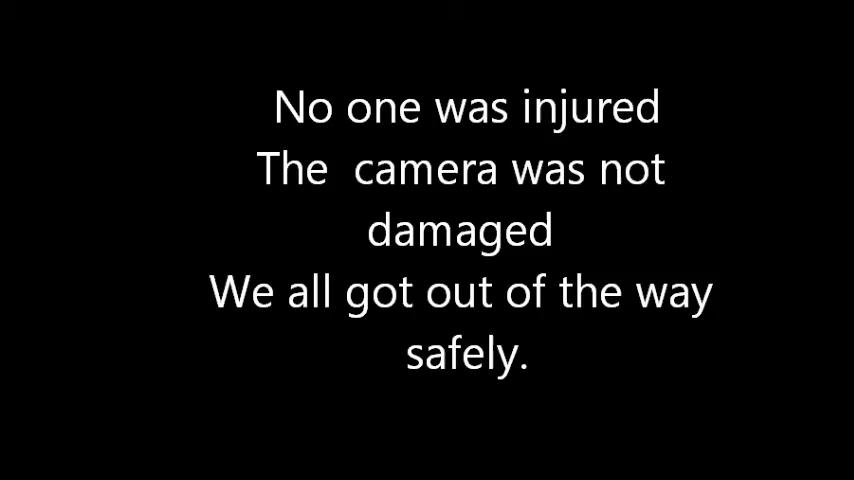 No one was injured
The  camera was not
damaged
We all got out of the way
safely.